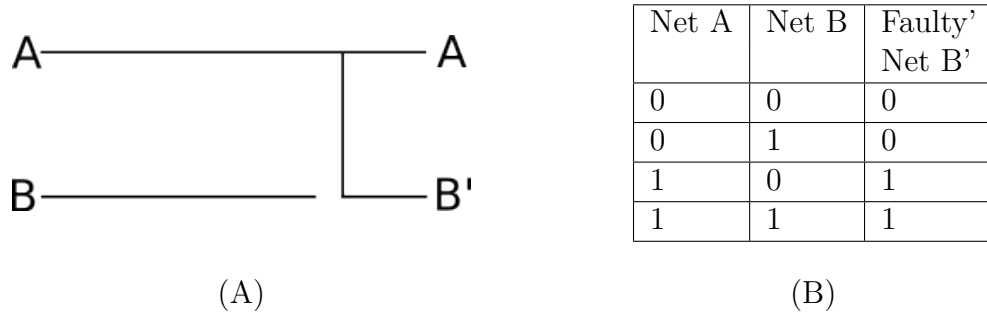 A A
B B'
(A)
Net A Net B Faulty'
Net B'
0 0 0
0 1 0
1 0 1
1 1 1
(B)